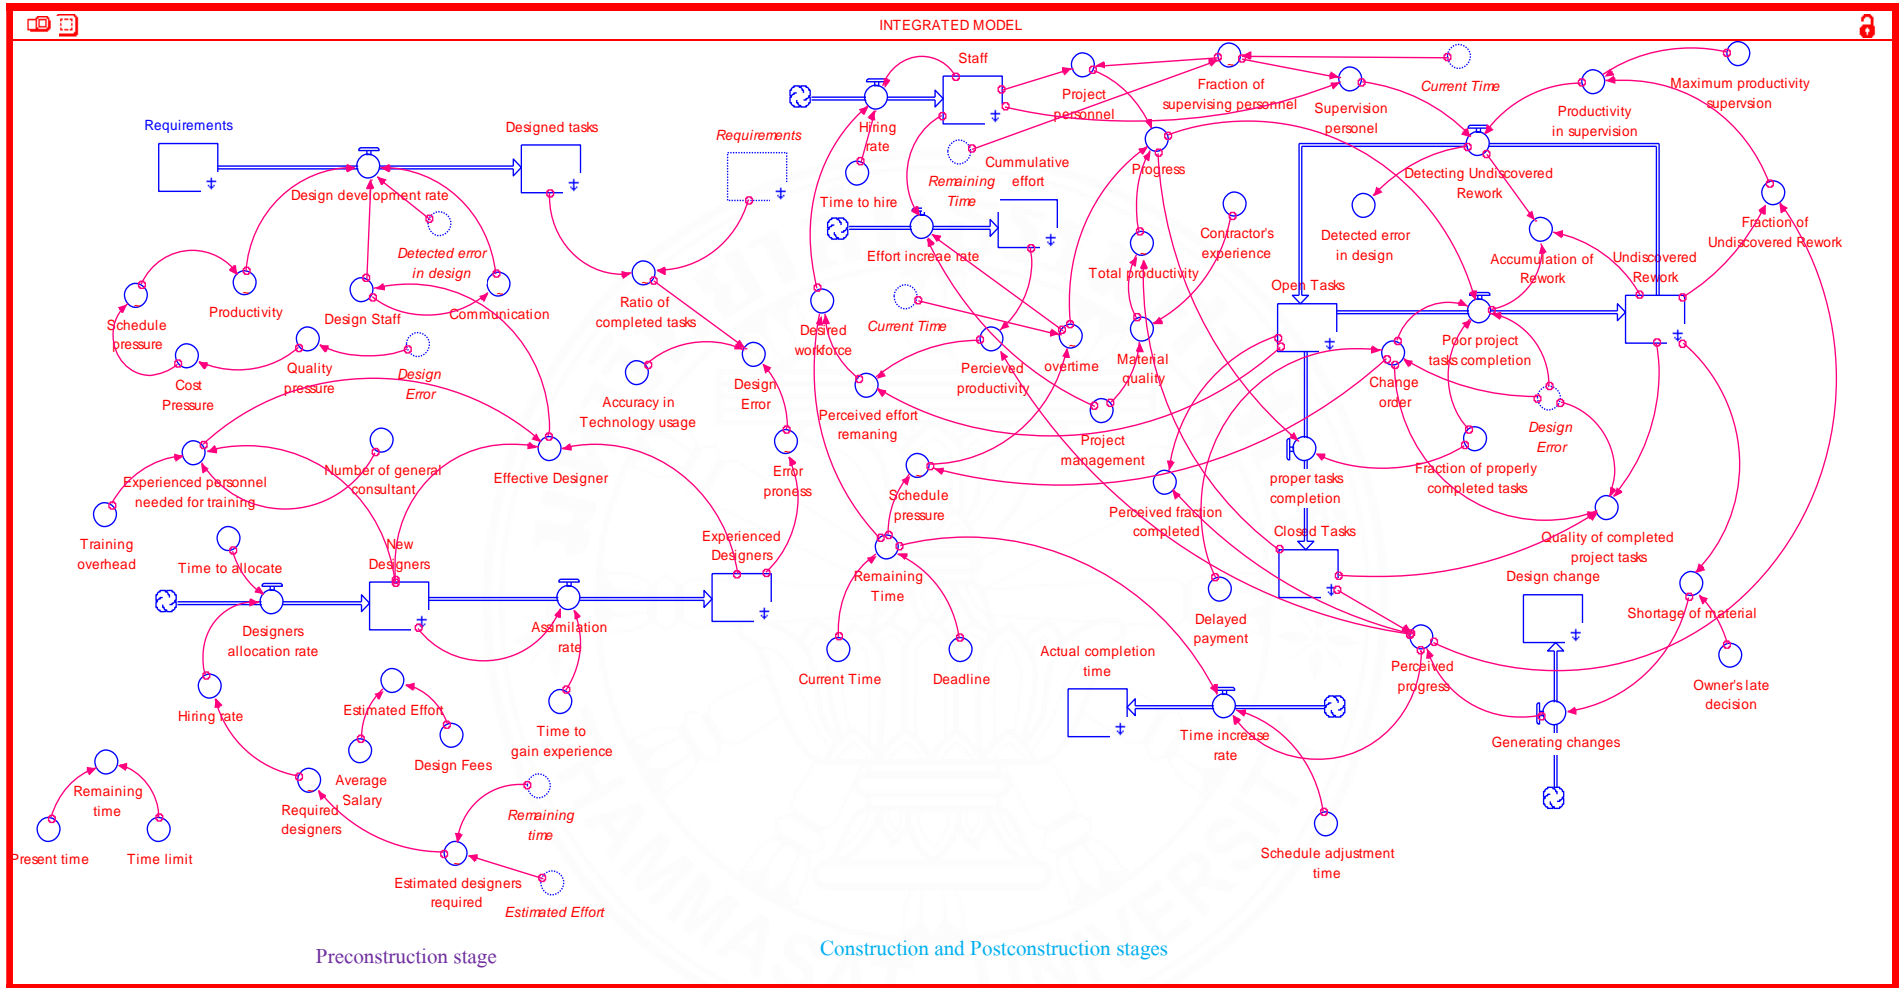 INTEGRATED MODEL
Staff
Project
personnel
Fraction of
supervising personnel
Supervision
personel
Current Time
Productivity
in supervision
Maximum productivity
supervsion
Requirements
Designed tasks
Requirements
Hiring
rate
Time to hire
Remaining
Time
Cummulative
effort
Progress
Detecting Undiscovered
Rework
Fraction of
Undiscovered Rework
Design development rate
Detected error
in design
Effort increae rate
Contractor's
experience
Detected error
in design
Accumulation of
Rework
Undiscovered
Rework
Total productivity
Open Tasks
Schedule
pressure
Productivity
Design Staff
Communication
Ratio of
completed tasks
Desired
workforce
Current Time
Percieved
productivity
overtime
Material
quality
Poor project
tasks completion
Change
order
Cost
Pressure
Quality
pressure
Design
Error
Accuracy in
Technology usage
Design
Error
Perceived effort
remaning
Project
management
Design
Error
Experienced personnel
needed for training
Number of general
consultant
Effective Designer
Error
proness
Schedule
pressure
Perceived fraction
completed
proper tasks
completion
Fraction of properly
completed tasks
Training
overhead
Time to allocate
New
Designers
Experienced
Designers
Remaining
Time
Closed Tasks
Quality of completed
project tasks
Design change
Designers
allocation rate
Assimilation
rate
Delayed
payment
Shortage of material
Hiring rate
Estimated Effort
Time to
gain experience
Current Time
Deadline
Actual completion
time
Perceived
progress
Owner's late
decision
Average
Salary
Design Fees
Time increase
rate
Generating changes
Remaining
time
Required
designers
Remaining
time
Present time
Time limit
Estimated designers
required
Estimated Effort
Schedule adjustment
time
Preconstruction stage
Construction and Postconstruction stages